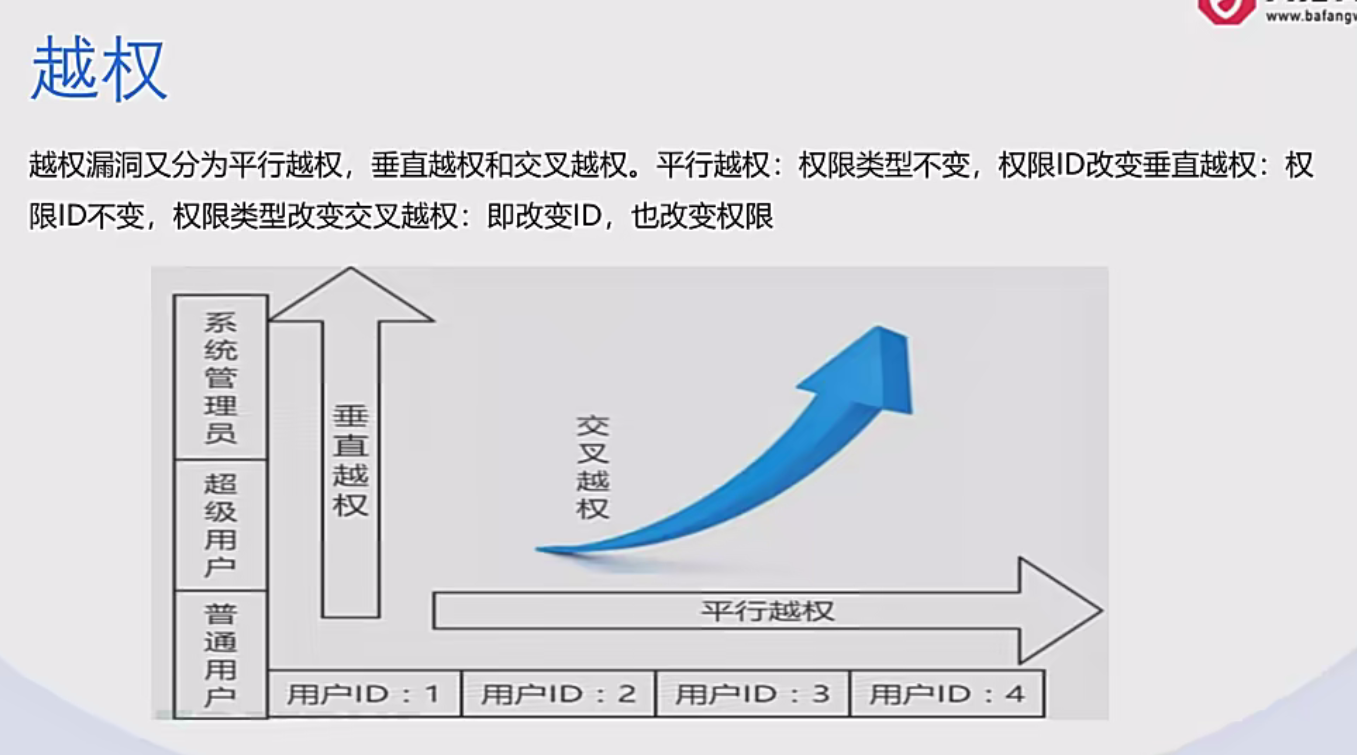 www.bafangw
越权
越权漏洞又分为平行越权，垂直越权和交叉越权。平行越权：权限类型不变，权限ID改变垂直越权：权
限ID不变，权限类型改变交叉越权：即改变ID，也改变权限
系统管理员
超级用户
普通用户
垂直越权
交叉越权
平行越权
用户ID：1
用户ID：2
用户ID：3
用户ID：4